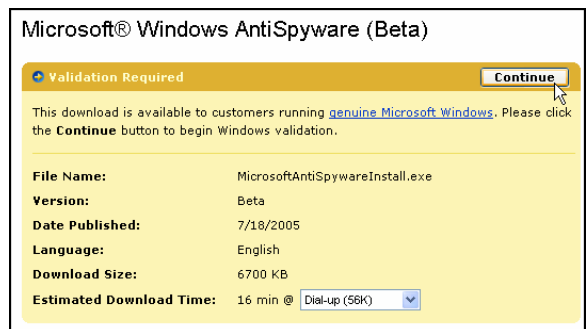 Microsoft® Windows AntiSpyware (Beta)
Validation Required Continue
This download is available to customers running genuine Microsoft Windows. Please click
the Continue button to begin Windows validation.
File Name: MicrosoftAntiSpywareInstall.exe
Version: Beta
Date Published: 7/18/2005
Language: English
Download Size: 6700 KB
Estimated Download Time: 16 min @ Dial-up (56K)